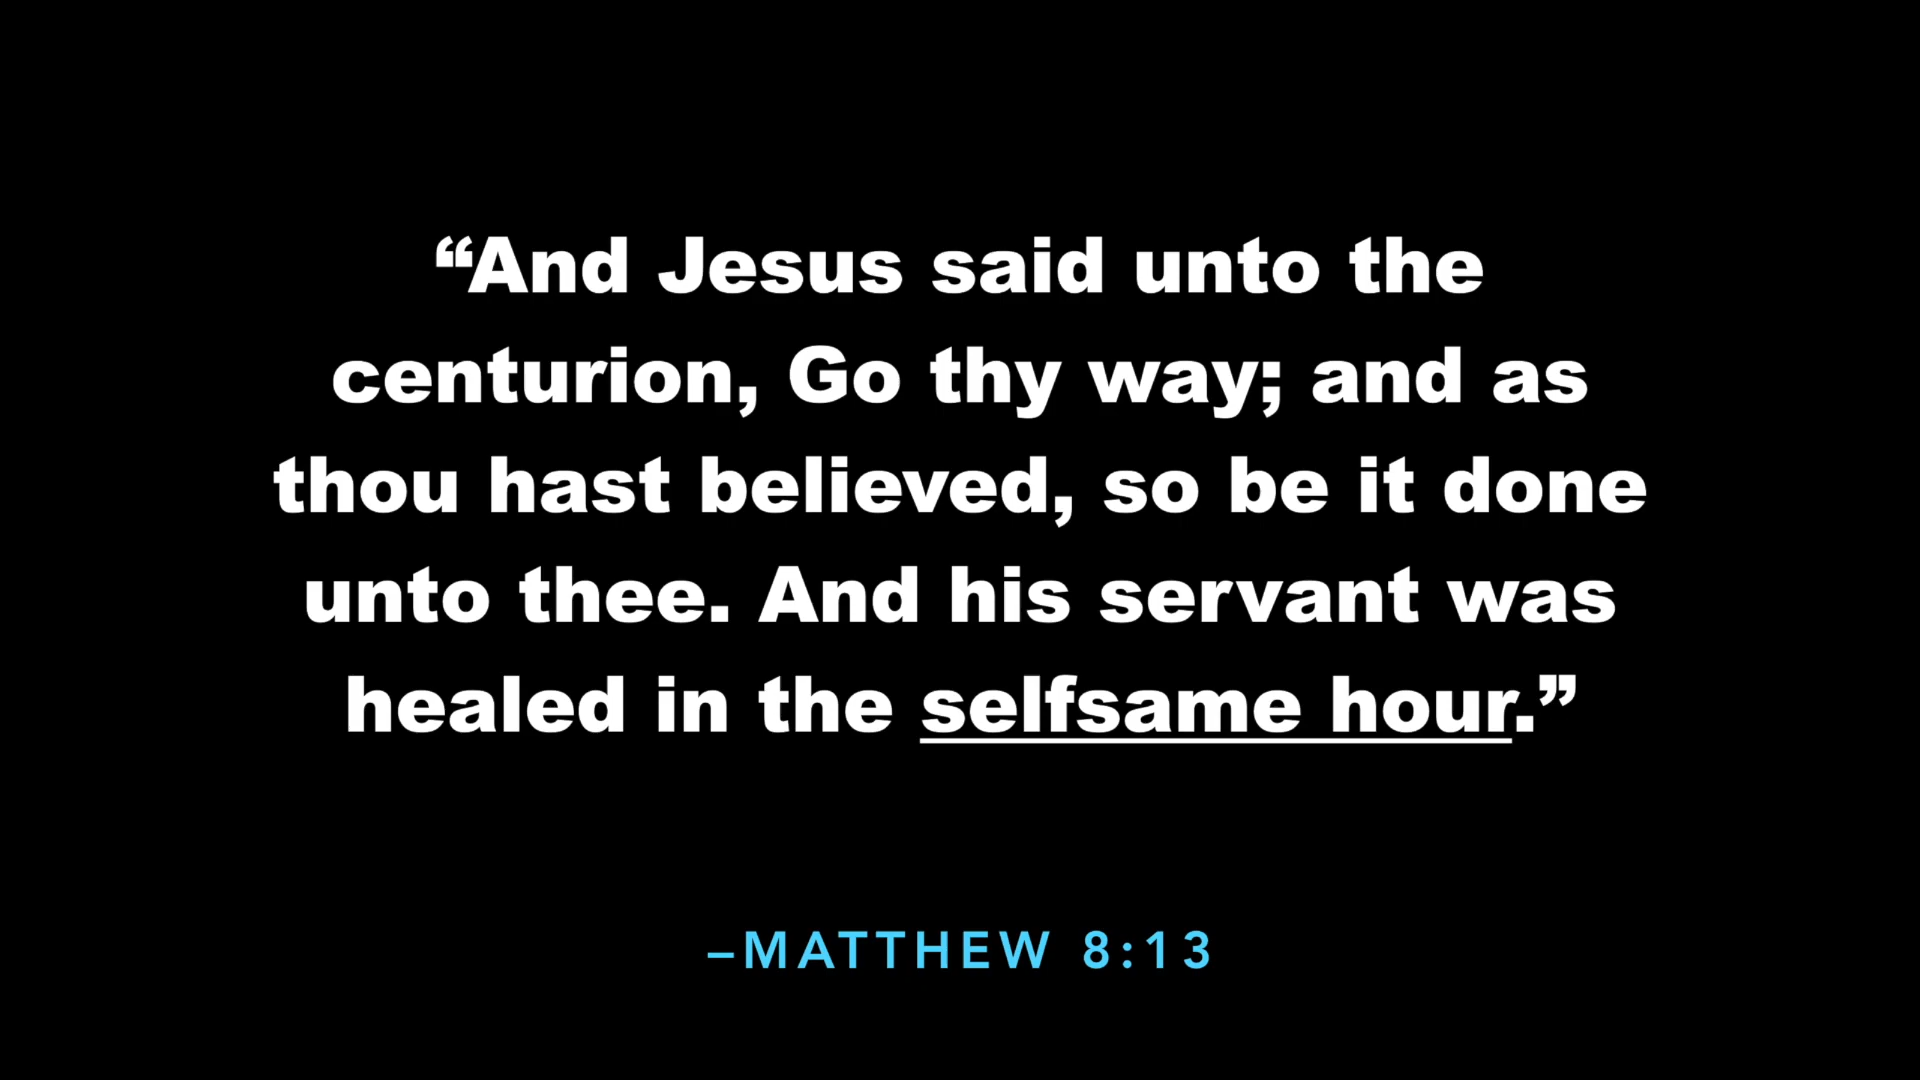 “And Jesus said unto the
centurion, Go thy way; and as
thou hast believed, so be it done
unto thee. And his servant was
healed in the selfsame hour.”
–MATTHEW 8:13